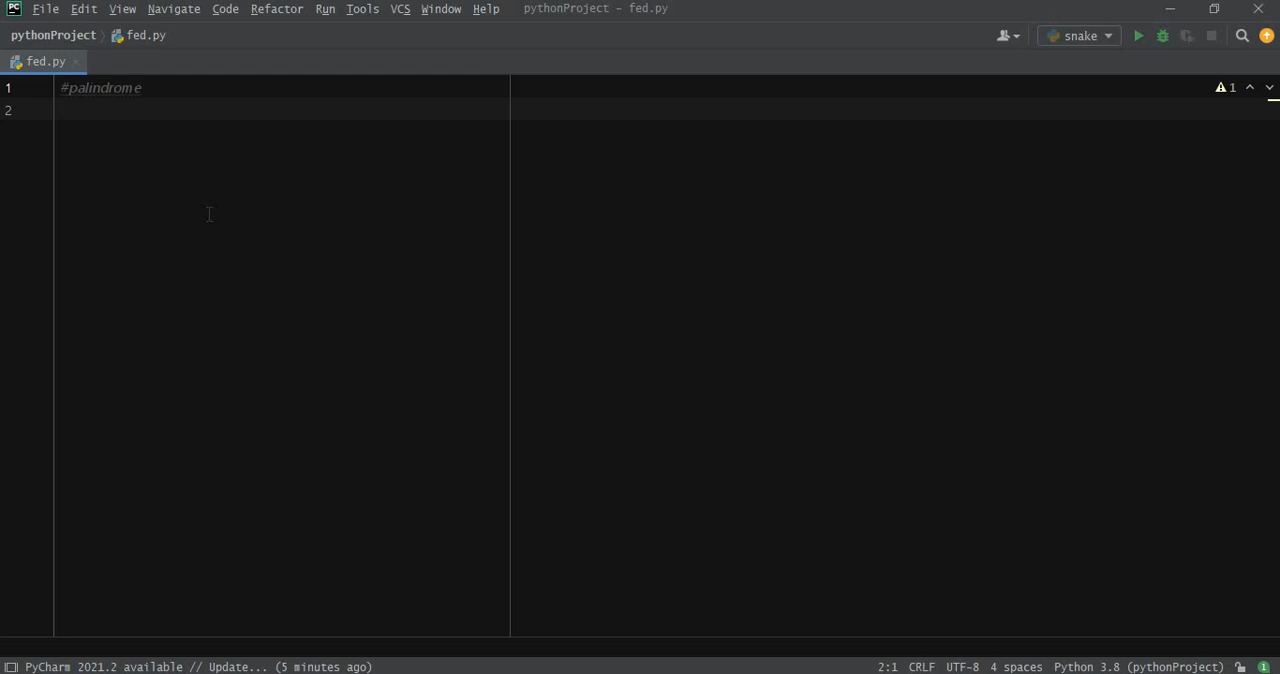 PC File Edit View Navigate Code Refactor Run Tools VCS Window Help pythonProject – fed.py
pythonProject fed.py snake
fed.py
1 #palindrome 1
2
PyCharm 2021.2 available // Update... (5 minutes ago) 2:1 CRLF UTF-8 4 spaces Python 3.8 (pythonProject) 1